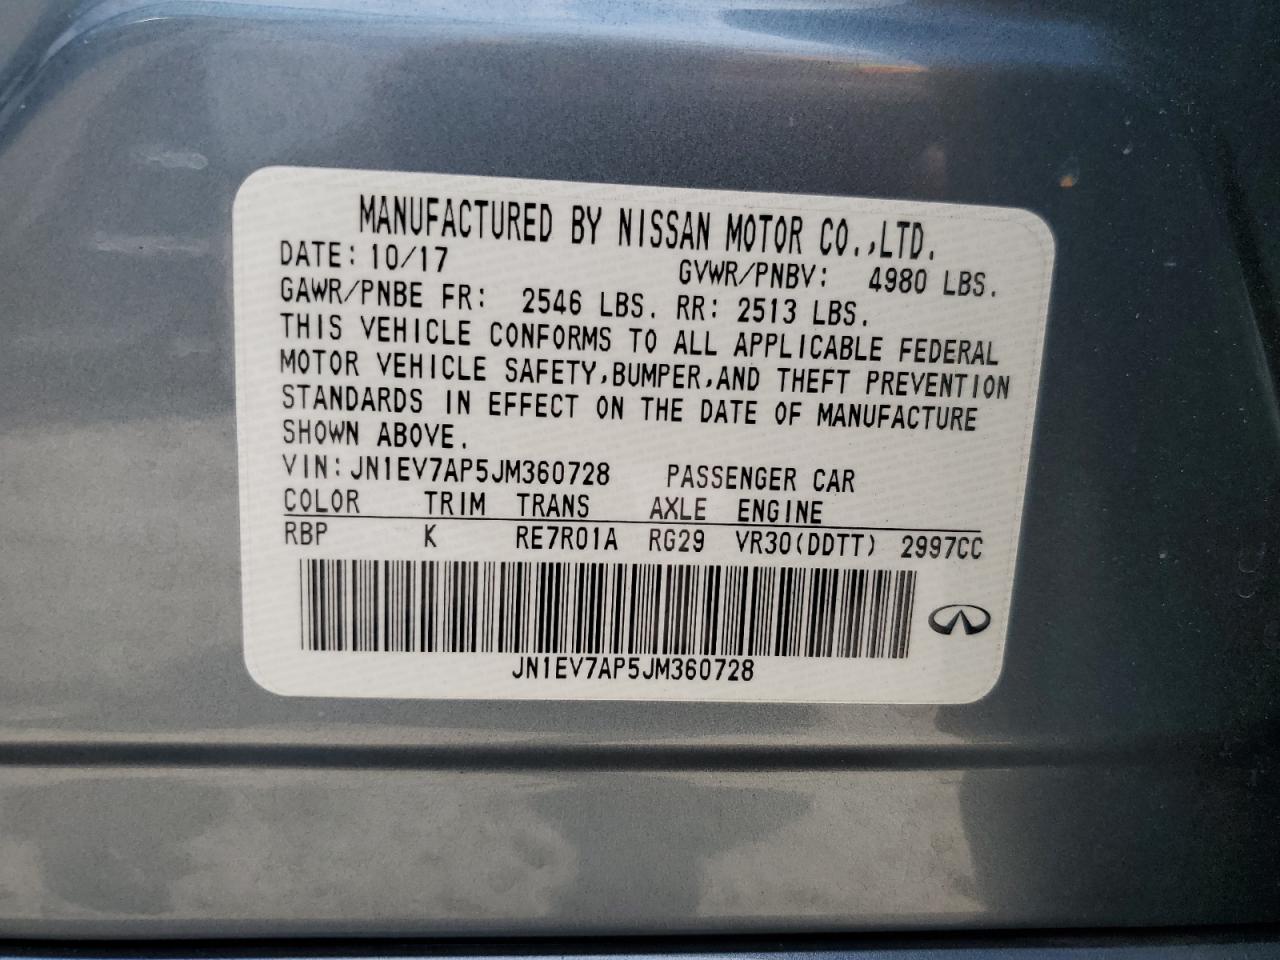 MANUFACTURED BY NISSAN MOTOR CO.,LTD.
DATE: 10/17 GVWR/PNBV: 4980 LBS.
GAWR/PNBE FR: 2546 LBS. RR: 2513 LBS.
THIS VEHICLE CONFORMS TO ALL APPLICABLE FEDERAL
MOTOR VEHICLE SAFETY,BUMPER,AND THEFT PREVENTION
STANDARDS IN EFFECT ON THE DATE OF MANUFACTURE
SHOWN ABOVE.
VIN: JN1EV7AP5JM360728 PASSENGER CAR
COLOR TRIM TRANS AXLE ENGINE
RBP K RE7R01A RG29 VR30(DDTT) 2997CC
JN1EV7AP5JM360728